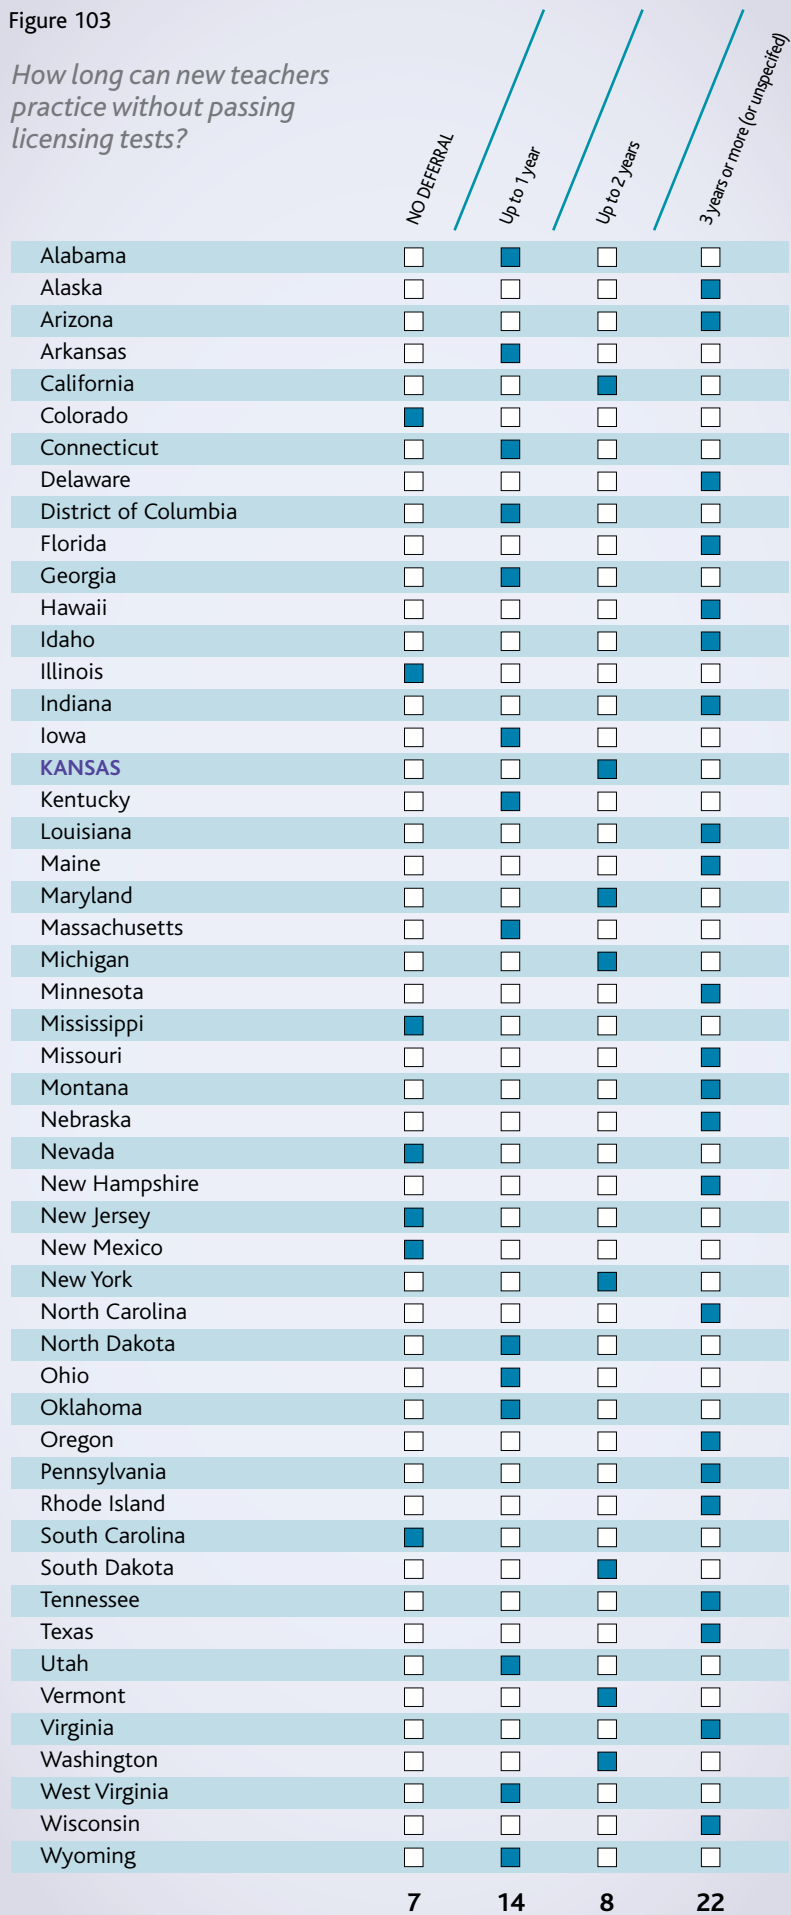 Figure 103
How long can new teachers
practice without passing
licensing tests?
NO DEFERRAL
Up to 1 year
Up to 2 years
3 years or more (or unspecifed)
Alabama
Alaska
Arizona
Arkansas
California
Colorado
Connecticut
Delaware
District of Columbia
Florida
Georgia
Hawaii
Idaho
Illinois
Indiana
Iowa
KANSAS
Kentucky
Louisiana
Maine
Maryland
Massachusetts
Michigan
Minnesota
Mississippi
Missouri
Montana
Nebraska
Nevada
New Hampshire
New Jersey
New Mexico
New York
North Carolina
North Dakota
Ohio
Oklahoma
Oregon
Pennsylvania
Rhode Island
South Carolina
South Dakota
Tennessee
Texas
Utah
Vermont
Virginia
Washington
West Virginia
Wisconsin
Wyoming
7 14 8 22